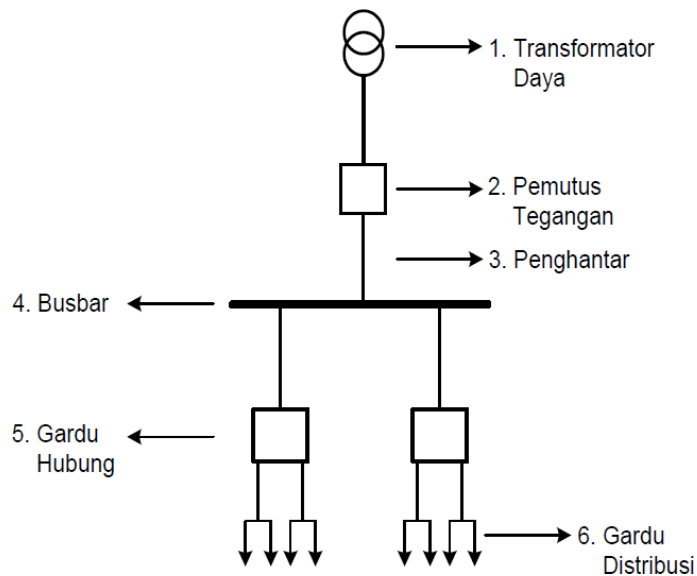 1. Transformator
Daya
2. Pemutus
Tegangan
3. Penghantar
4. Busbar
5. Gardu
Hubung
6. Gardu
Distribusi